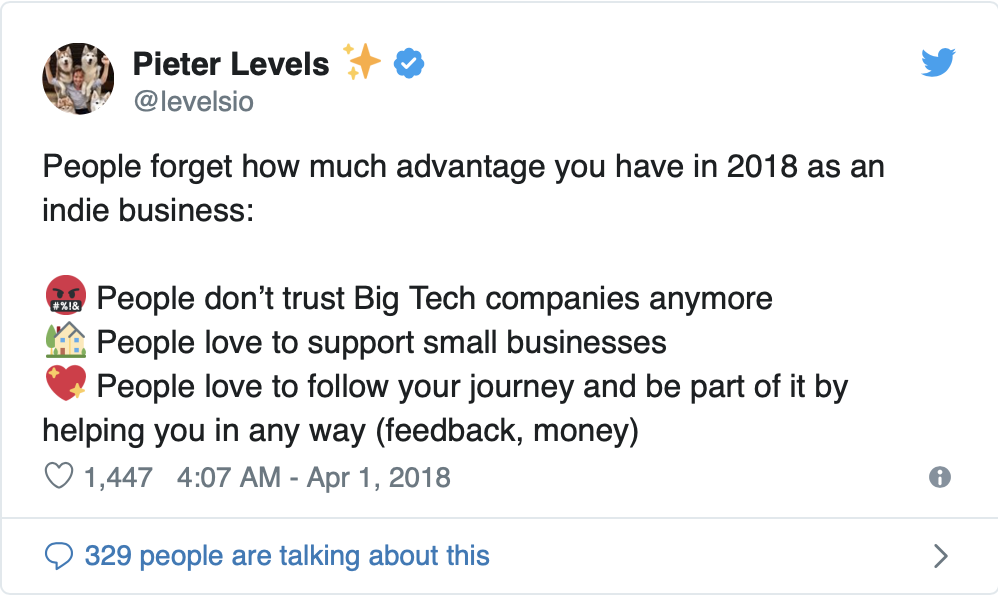 Pieter Levels ✨
@levelsio
People forget how much advantage you have in 2018 as an
indie business:
🤬 People don’t trust Big Tech companies anymore
🏡 People love to support small businesses
💖 People love to follow your journey and be part of it by
helping you in any way (feedback, money)
1,447 4:07 AM - Apr 1, 2018
329 people are talking about this